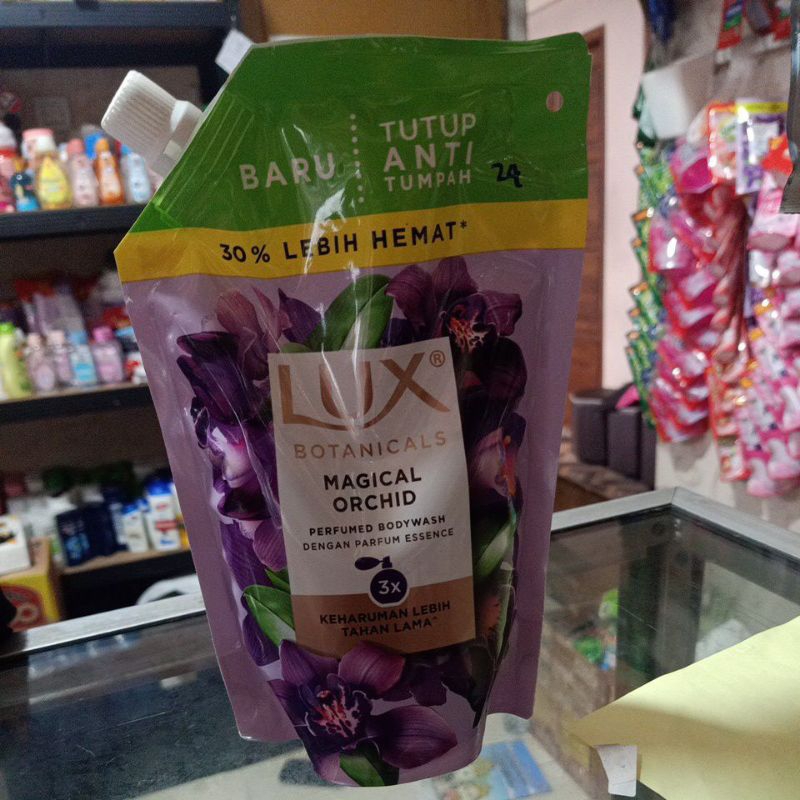 BARU
TUTUP
ANTI
TUMPAH
24
30% LEBIH HEMAT*
LUX®
BOTANICALS
MAGICAL
ORCHID
PERFUMED BODYWASH
DENGAN PARFUM ESSENCE
3x
KEHARUMAN LEBIH
TAHAN LAMA^